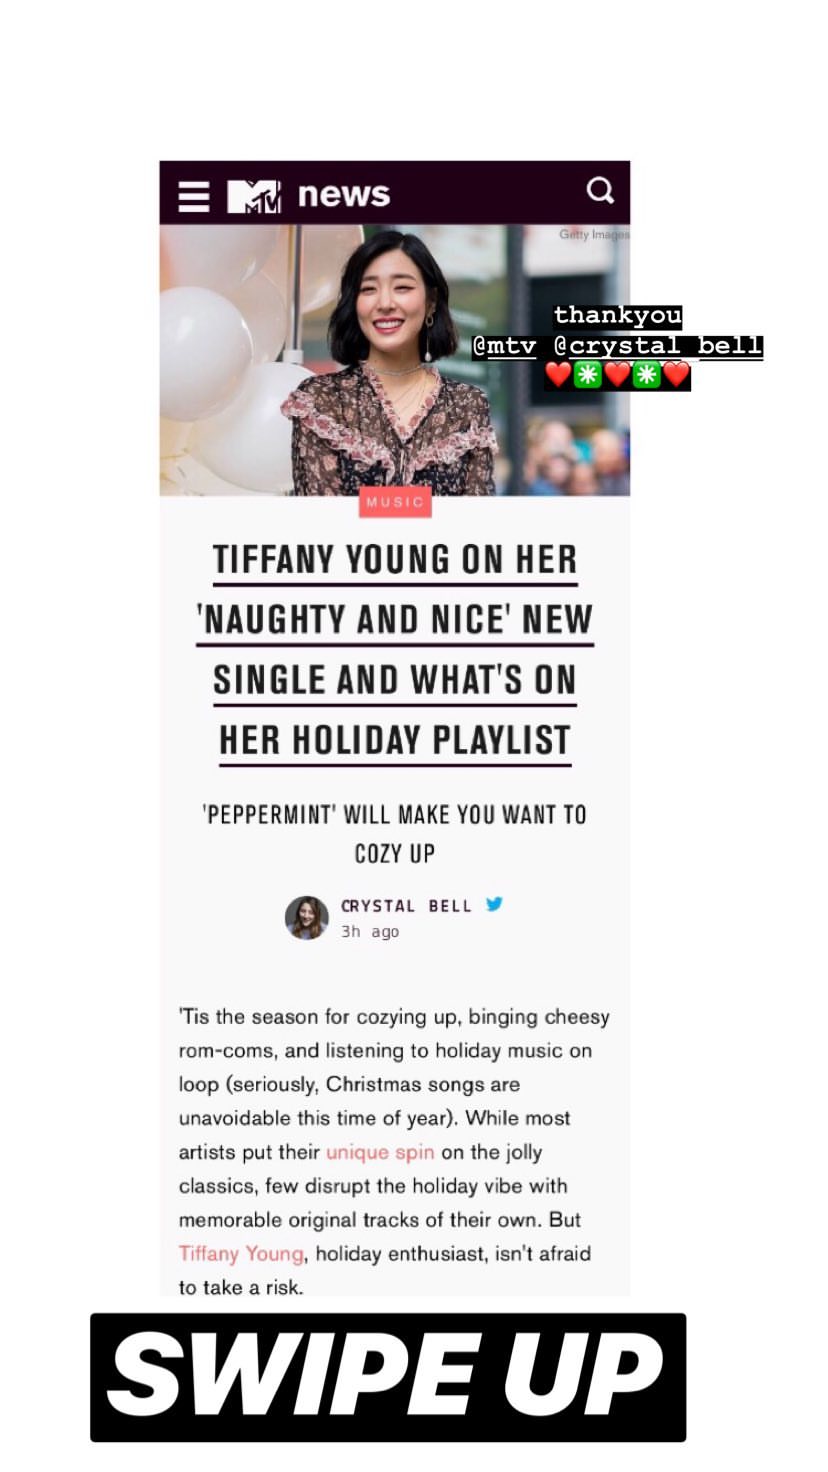 MTV news
Getty Images
thankyou
@mtv @crystal_bell
MUSIC
TIFFANY YOUNG ON HER
'NAUGHTY AND NICE' NEW
SINGLE AND WHAT'S ON
HER HOLIDAY PLAYLIST
'PEPPERMINT' WILL MAKE YOU WANT TO
COZY UP
CRYSTAL BELL
3h ago
'Tis the season for cozying up, binging cheesy
rom-coms, and listening to holiday music on
loop (seriously, Christmas songs are
unavoidable this time of year). While most
artists put their unique spin on the jolly
classics, few disrupt the holiday vibe with
memorable original tracks of their own. But
Tiffany Young, holiday enthusiast, isn't afraid
to take a risk.
SWIPE UP